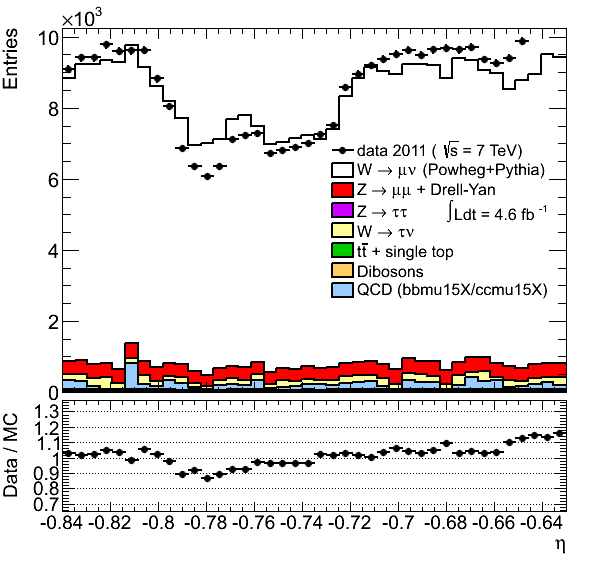 ×10³
Entries
10
8
6
4
2
0
data 2011 ( √s = 7 TeV)
W → μν (Powheg+Pythia)
Z → μμ + Drell-Yan
Z → ττ
∫Ldt = 4.6 fb⁻¹
W → τν
tt̄ + single top
Dibosons
QCD (bbmu15X/ccmu15X)
Data / MC
1.3
1.2
1.1
1
0.9
0.8
0.7
-0.84 -0.82 -0.8 -0.78 -0.76 -0.74 -0.72 -0.7 -0.68 -0.66 -0.64
η